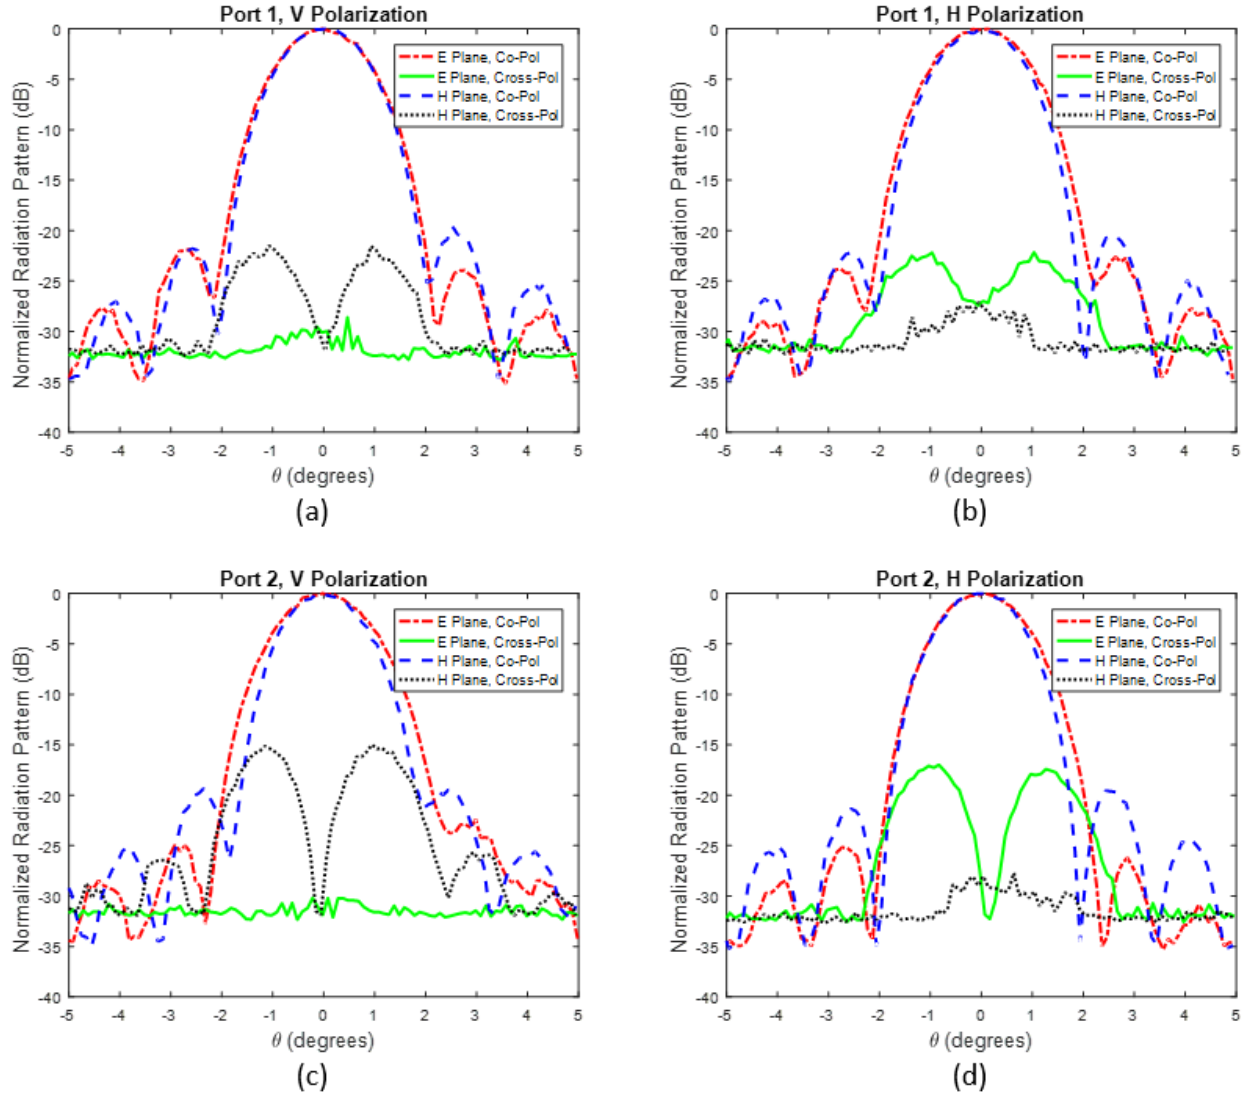 Port 1, V Polarization
Normalized Radiation Pattern (dB)
0
-5
-10
-15
-20
-25
-30
-35
-40
E Plane, Co-Pol
E Plane, Cross-Pol
H Plane, Co-Pol
H Plane, Cross-Pol
-5 -4 -3 -2 -1 0 1 2 3 4 5
θ (degrees)
(a)
Port 1, H Polarization
Normalized Radiation Pattern (dB)
0
-5
-10
-15
-20
-25
-30
-35
-40
E Plane, Co-Pol
E Plane, Cross-Pol
H Plane, Co-Pol
H Plane, Cross-Pol
-5 -4 -3 -2 -1 0 1 2 3 4 5
θ (degrees)
(b)
Port 2, V Polarization
Normalized Radiation Pattern (dB)
0
-5
-10
-15
-20
-25
-30
-35
-40
E Plane, Co-Pol
E Plane, Cross-Pol
H Plane, Co-Pol
H Plane, Cross-Pol
-5 -4 -3 -2 -1 0 1 2 3 4 5
θ (degrees)
(c)
Port 2, H Polarization
Normalized Radiation Pattern (dB)
0
-5
-10
-15
-20
-25
-30
-35
-40
E Plane, Co-Pol
E Plane, Cross-Pol
H Plane, Co-Pol
H Plane, Cross-Pol
-5 -4 -3 -2 -1 0 1 2 3 4 5
θ (degrees)
(d)